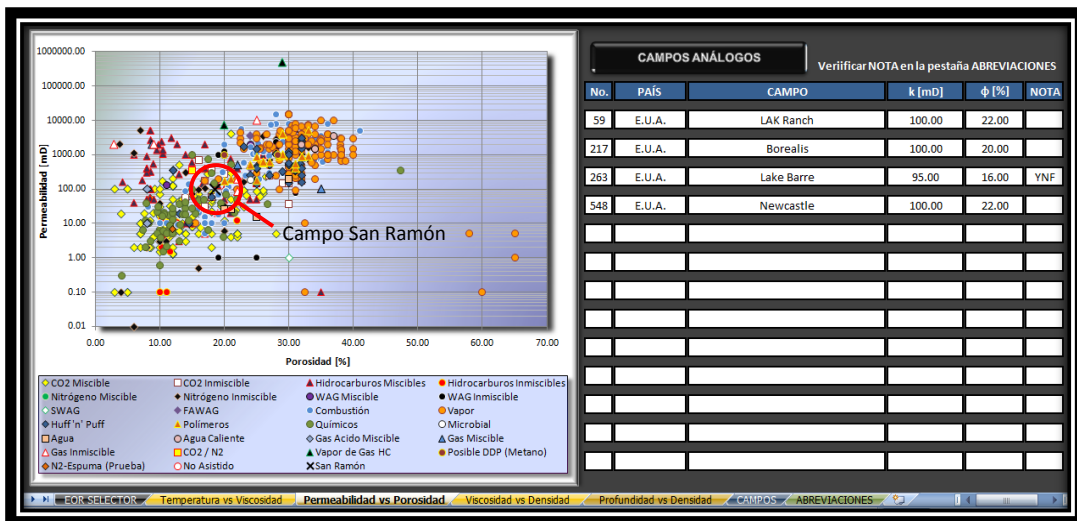 1000000.00
100000.00
10000.00
1000.00
100.00
10.00
1.00
0.10
0.01
Permeabilidad [mD]
0.00 10.00 20.00 30.00 40.00 50.00 60.00 70.00
Porosidad [%]
Campo San Ramón
CO2 Miscible CO2 Inmiscible Hidrocarburos Miscibles Hidrocarburos Inmiscibles
Nitrógeno Miscible Nitrógeno Inmiscible WAG Miscible WAG Inmiscible
SWAG FAWAG Combustión Vapor
Huff'n' Puff Polímeros Químicos Microbial
Agua Agua Caliente Gas Acido Miscible Gas Miscible
Gas Inmiscible CO2 / N2 Vapor de Gas HC Posible DDP (Metano)
N2-Espuma (Prueba) No Asistido San Ramón
CAMPOS ANÁLOGOS
Veriificar NOTA en la pestaña ABREVIACIONES
No. PAÍS CAMPO k [mD] ϕ [%] NOTA
59 E.U.A. LAK Ranch 100.00 22.00
217 E.U.A. Borealis 100.00 20.00
263 E.U.A. Lake Barre 95.00 16.00 YNF
548 E.U.A. Newcastle 100.00 22.00
EOR SELECTOR Temperatura vs Viscosidad Permeabilidad vs Porosidad Viscosidad vs Densidad Profundidad vs Densidad CAMPOS ABREVIACIONES